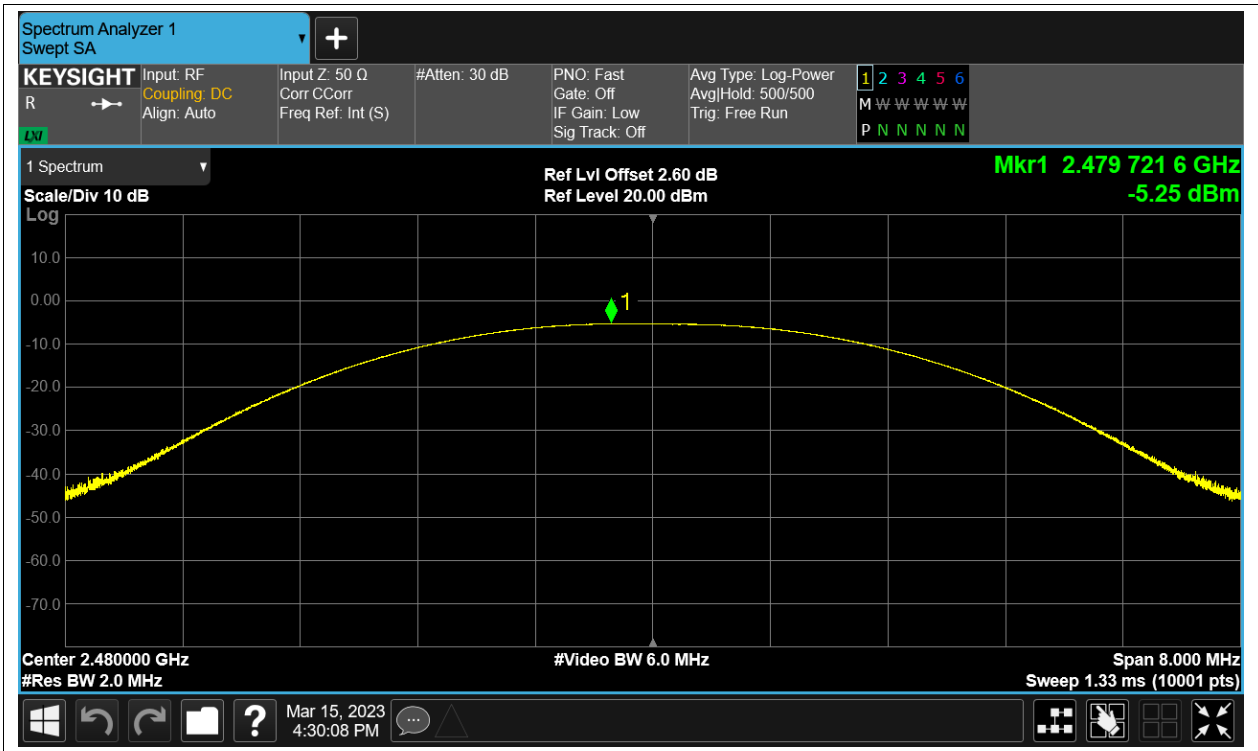 Spectrum Analyzer 1
Swept SA
KEYSIGHT
R
LXI
Input: RF
Coupling: DC
Align: Auto
Input Z: 50 Ω
Corr CCorr
Freq Ref: Int (S)
#Atten: 30 dB
PNO: Fast
Gate: Off
IF Gain: Low
Sig Track: Off
Avg Type: Log-Power
Avg|Hold: 500/500
Trig: Free Run
1 2 3 4 5 6
M W W W W W
P N N N N N
1 Spectrum
Scale/Div 10 dB
Log
Ref Lvl Offset 2.60 dB
Ref Level 20.00 dBm
Mkr1 2.479 721 6 GHz
-5.25 dBm
10.0
0.00
-10.0
-20.0
-30.0
-40.0
-50.0
-60.0
-70.0
1
Center 2.480000 GHz
#Res BW 2.0 MHz
#Video BW 6.0 MHz
Span 8.000 MHz
Sweep 1.33 ms (10001 pts)
?
Mar 15, 2023
4:30:08 PM